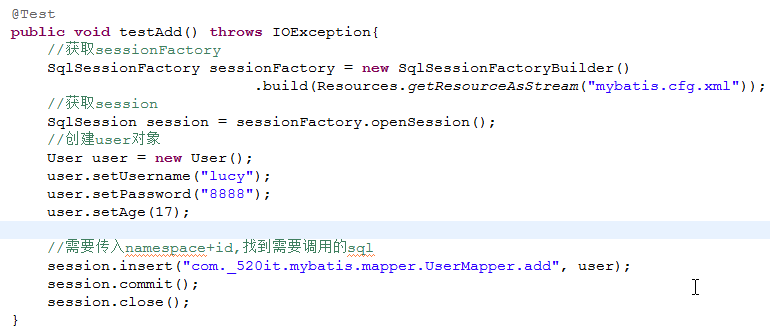 @Test
public void testAdd() throws IOException{
//获取sessionFactory
SqlSessionFactory sessionFactory = new SqlSessionFactoryBuilder()
.build(Resources.getResourceAsStream("mybatis.cfg.xml"));
//获取session
SqlSession session = sessionFactory.openSession();
//创建user对象
User user = new User();
user.setUsername("lucy");
user.setPassword("8888");
user.setAge(17);
//需要传入namespace+id,找到需要调用的sql
session.insert("com._520it.mybatis.mapper.UserMapper.add", user);
session.commit();
session.close();
}